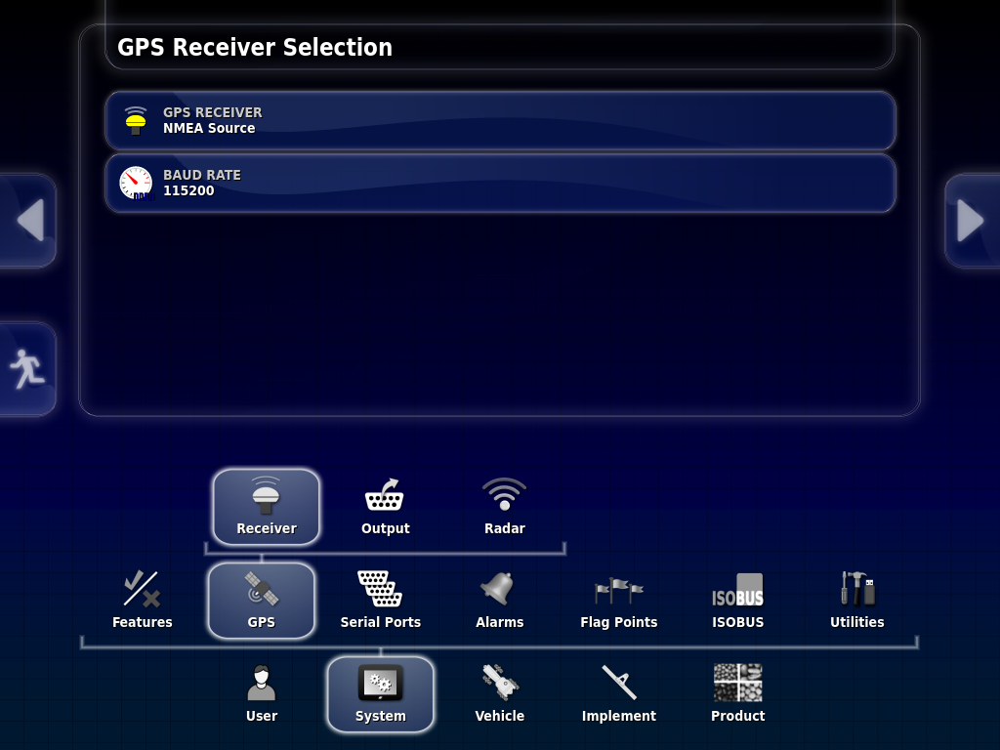 GPS Receiver Selection
GPS RECEIVER
NMEA Source
BAUD RATE
115200
Receiver
Output
Radar
Features
GPS
Serial Ports
Alarms
Flag Points
ISOBUS
ISOBUS
Utilities
User
System
Vehicle
Implement
Product